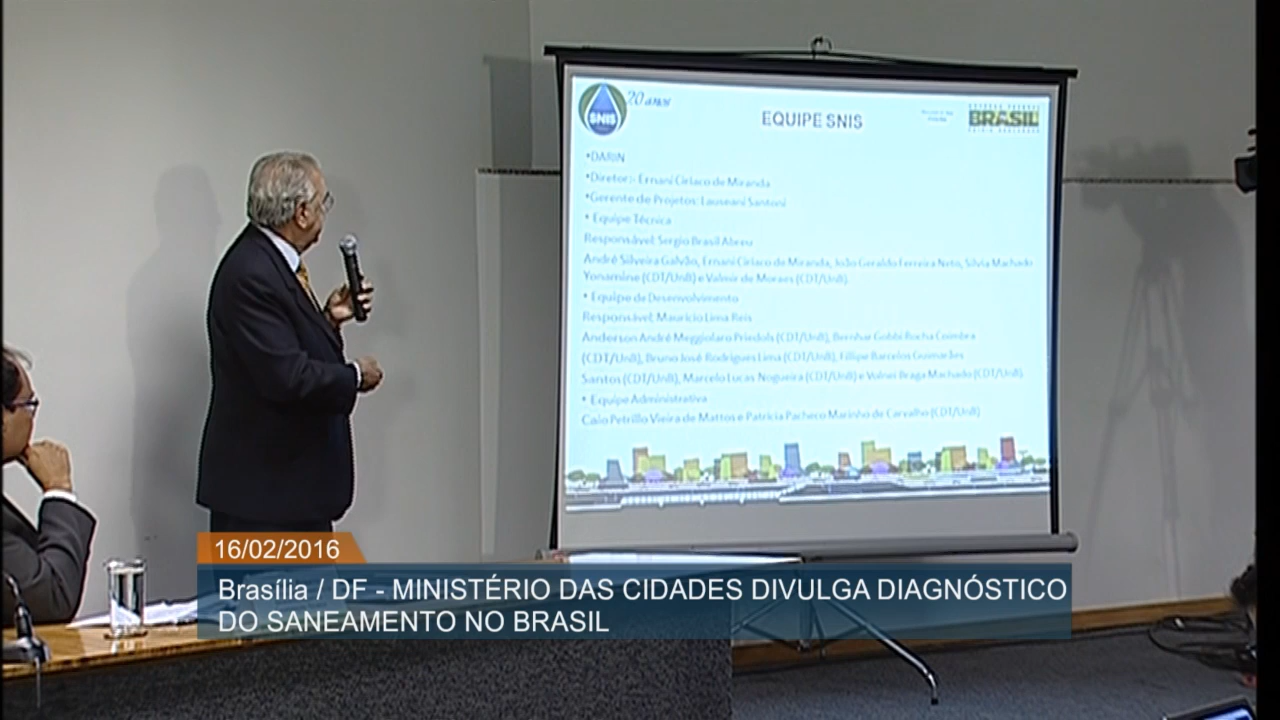 20 anos
SNIS
EQUIPE SNIS
BRASIL
•DARIN
•Diretor:- Ernani Ciríaco de Miranda
•Gerente de Projetos: Lauseani Santoni
• Equipe Técnica
Responsável: Sergio Brasil Abreu
André Silveira Galvão, Ernani Ciríaco de Miranda, João Geraldo Ferreira Neto, Silvia Machado
Yonamine (CDT/UnB) e Valmir de Moraes (CDT/UnB)
• Equipe de Desenvolvimento
Responsável: Maurício Lima Reis
Anderson André (CDT/UnB), Gobbi Rocha Coimbra
(CDT/UnB), Bruno José Rodrigues Lima (CDT/UnB), Fillipe Barcelos Guimarães
Santos (CDT/UnB), Marcelo Lucas Nogueira (CDT/UnB) e Volnei Braga Machado (CDT/UnB)
• Equipe Administrativa
Caio Petrillo Vieira de Mattos e Patrícia Pacheco Marinho de Carvalho (CDT/UnB)
16/02/2016
Brasília / DF - MINISTÉRIO DAS CIDADES DIVULGA DIAGNÓSTICO
DO SANEAMENTO NO BRASIL